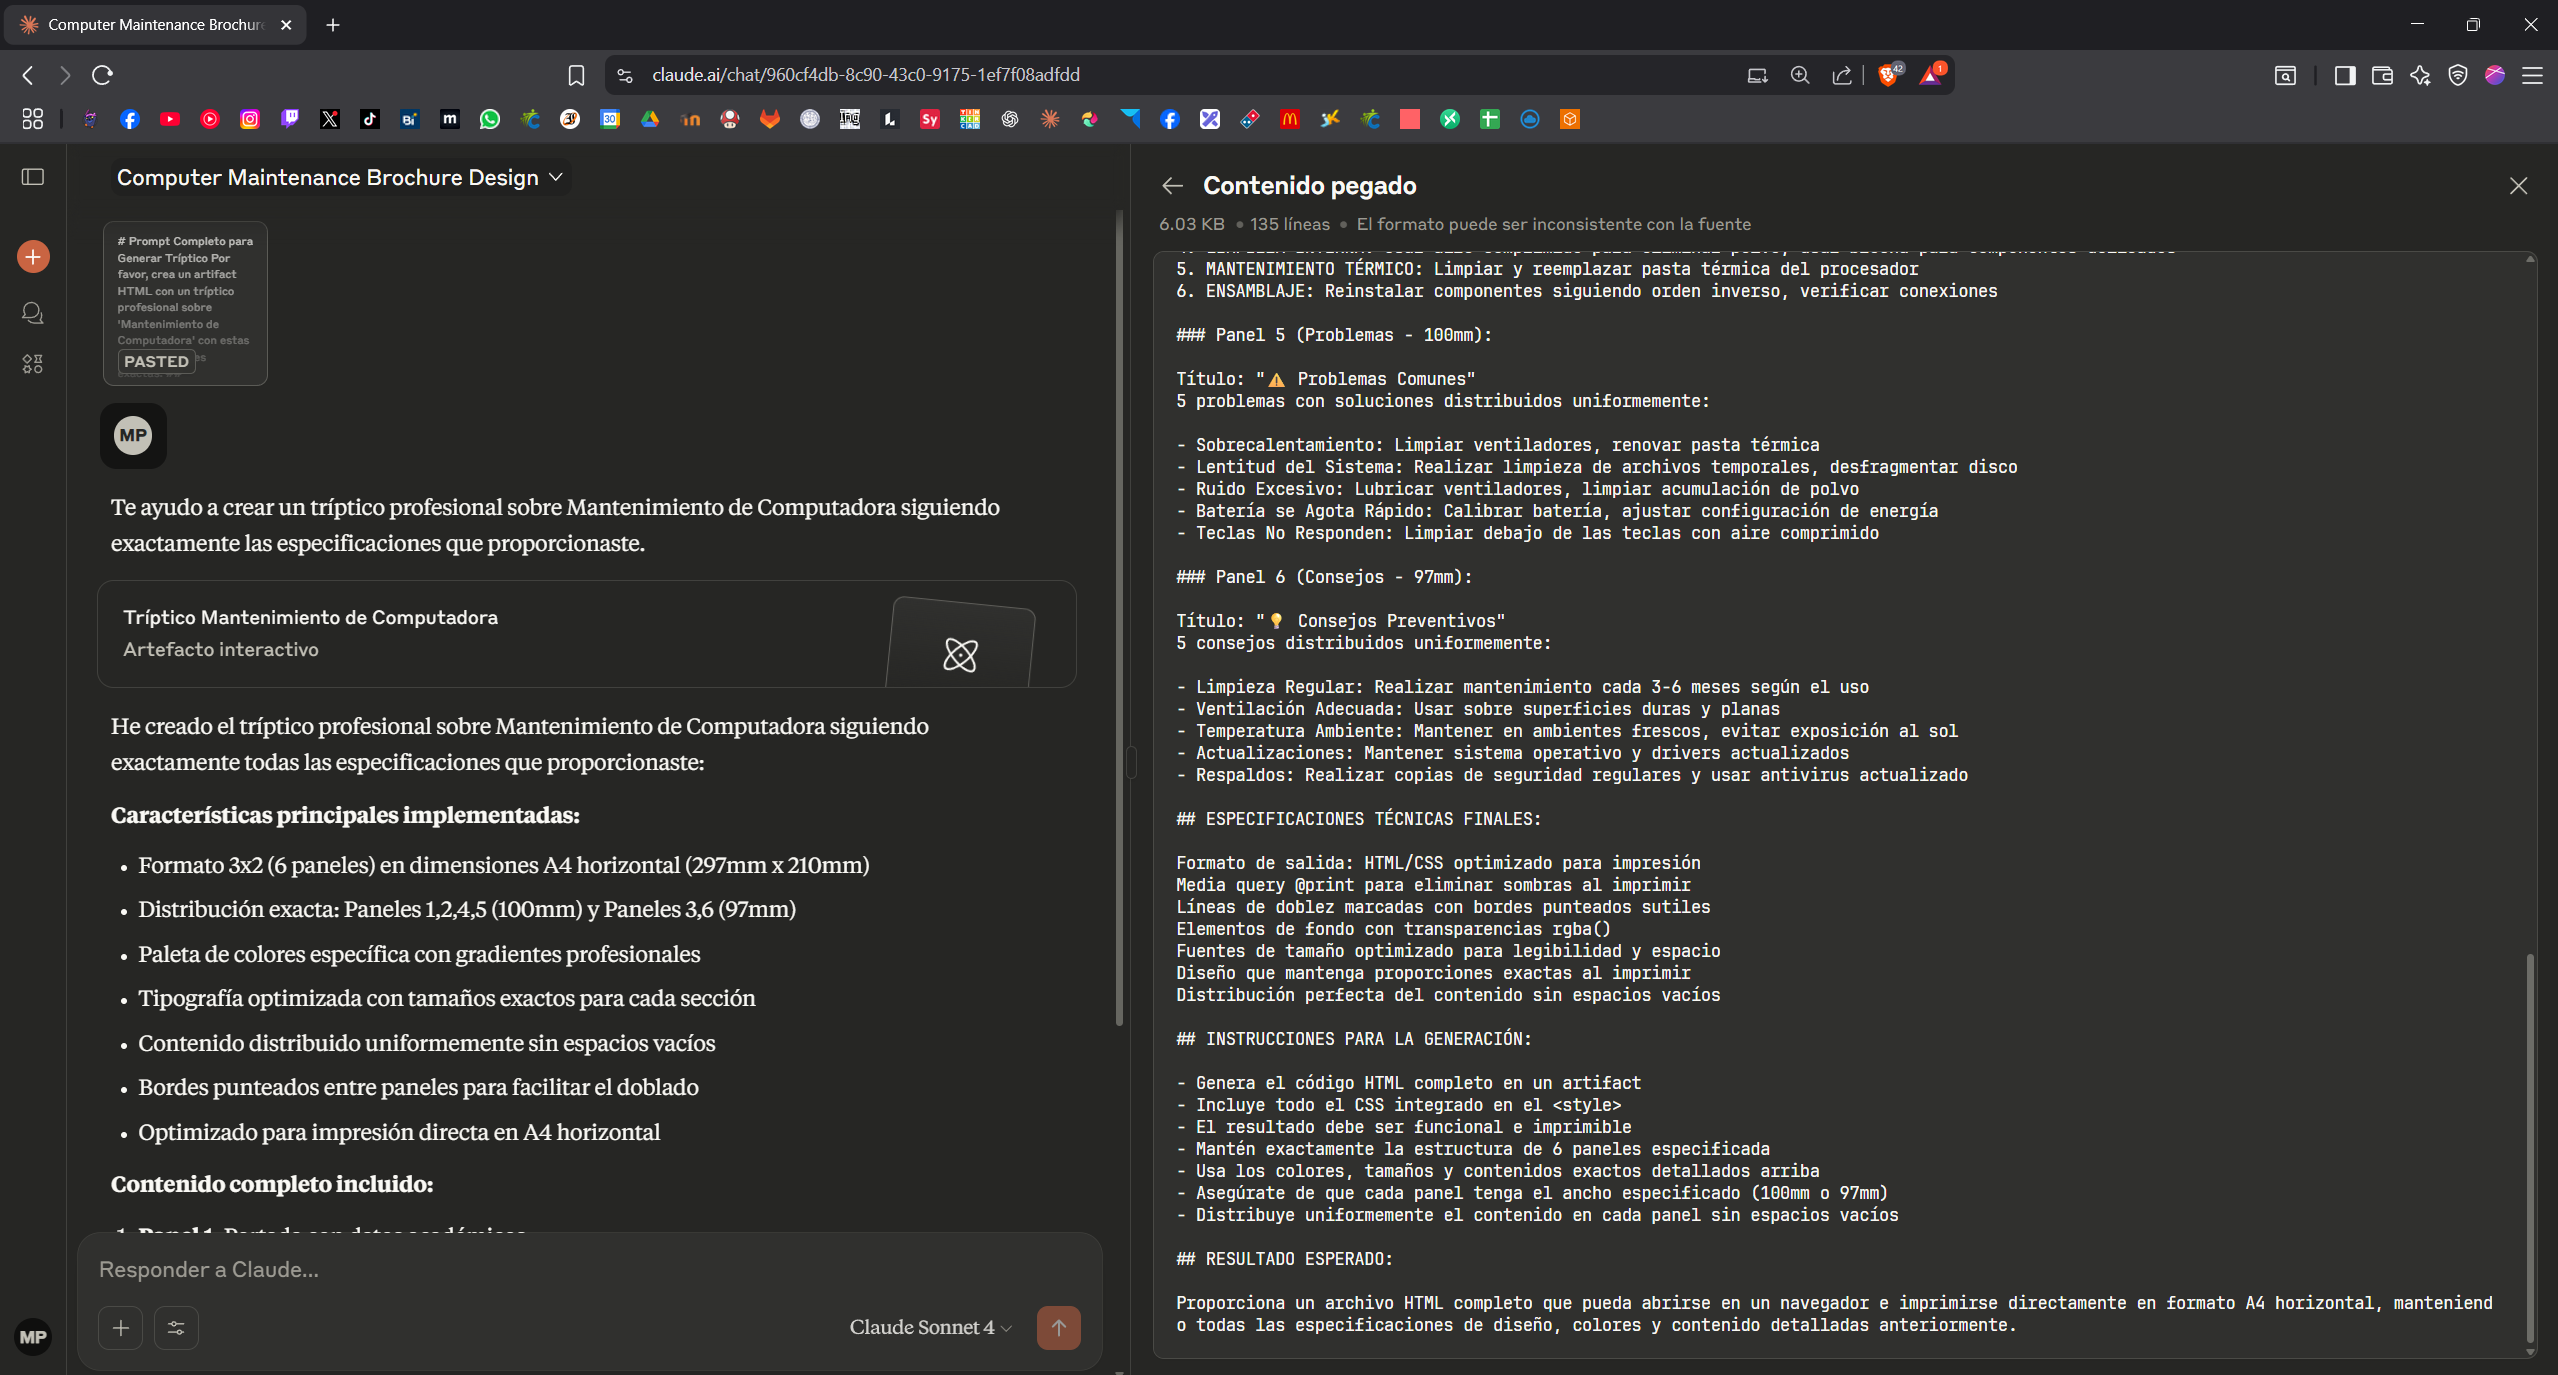 Computer Maintenance Brochure
claude.ai/chat/960cf4db-8c90-43c0-9175-1ef7f08adfdd
42
1
Computer Maintenance Brochure Design
# Prompt Completo para
Generar Tríptico Por
favor, crea un artifact
HTML con un tríptico
profesional sobre
'Mantenimiento de
Computadora' con estas
PASTED
MP
Te ayudo a crear un tríptico profesional sobre Mantenimiento de Computadora siguiendo
exactamente las especificaciones que proporcionaste.
Tríptico Mantenimiento de Computadora
Artefacto interactivo
He creado el tríptico profesional sobre Mantenimiento de Computadora siguiendo
exactamente todas las especificaciones que proporcionaste:
Características principales implementadas:
• Formato 3x2 (6 paneles) en dimensiones A4 horizontal (297mm x 210mm)
• Distribución exacta: Paneles 1,2,4,5 (100mm) y Paneles 3,6 (97mm)
• Paleta de colores específica con gradientes profesionales
• Tipografía optimizada con tamaños exactos para cada sección
• Contenido distribuido uniformemente sin espacios vacíos
• Bordes punteados entre paneles para facilitar el doblado
• Optimizado para impresión directa en A4 horizontal
Contenido completo incluido:
Responder a Claude...
Claude Sonnet 4
MP
Contenido pegado
6.03 KB • 135 líneas • El formato puede ser inconsistente con la fuente
5. MANTENIMIENTO TÉRMICO: Limpiar y reemplazar pasta térmica del procesador
6. ENSAMBLAJE: Reinstalar componentes siguiendo orden inverso, verificar conexiones
### Panel 5 (Problemas - 100mm):
Título: "⚠️ Problemas Comunes"
5 problemas con soluciones distribuidos uniformemente:
- Sobrecalentamiento: Limpiar ventiladores, renovar pasta térmica
- Lentitud del Sistema: Realizar limpieza de archivos temporales, desfragmentar disco
- Ruido Excesivo: Lubricar ventiladores, limpiar acumulación de polvo
- Batería se Agota Rápido: Calibrar batería, ajustar configuración de energía
- Teclas No Responden: Limpiar debajo de las teclas con aire comprimido
### Panel 6 (Consejos - 97mm):
Título: "💡 Consejos Preventivos"
5 consejos distribuidos uniformemente:
- Limpieza Regular: Realizar mantenimiento cada 3-6 meses según el uso
- Ventilación Adecuada: Usar sobre superficies duras y planas
- Temperatura Ambiente: Mantener en ambientes frescos, evitar exposición al sol
- Actualizaciones: Mantener sistema operativo y drivers actualizados
- Respaldos: Realizar copias de seguridad regulares y usar antivirus actualizado
## ESPECIFICACIONES TÉCNICAS FINALES:
Formato de salida: HTML/CSS optimizado para impresión
Media query @print para eliminar sombras al imprimir
Líneas de doblez marcadas con bordes punteados sutiles
Elementos de fondo con transparencias rgba()
Fuentes de tamaño optimizado para legibilidad y espacio
Diseño que mantenga proporciones exactas al imprimir
Distribución perfecta del contenido sin espacios vacíos
## INSTRUCCIONES PARA LA GENERACIÓN:
- Genera el código HTML completo en un artifact
- Incluye todo el CSS integrado en el <style>
- El resultado debe ser funcional e imprimible
- Mantén exactamente la estructura de 6 paneles especificada
- Usa los colores, tamaños y contenidos exactos detallados arriba
- Asegúrate de que cada panel tenga el ancho especificado (100mm o 97mm)
- Distribuye uniformemente el contenido en cada panel sin espacios vacíos
## RESULTADO ESPERADO:
Proporciona un archivo HTML completo que pueda abrirse en un navegador e imprimirse directamente en formato A4 horizontal, manteniend
o todas las especificaciones de diseño, colores y contenido detalladas anteriormente.